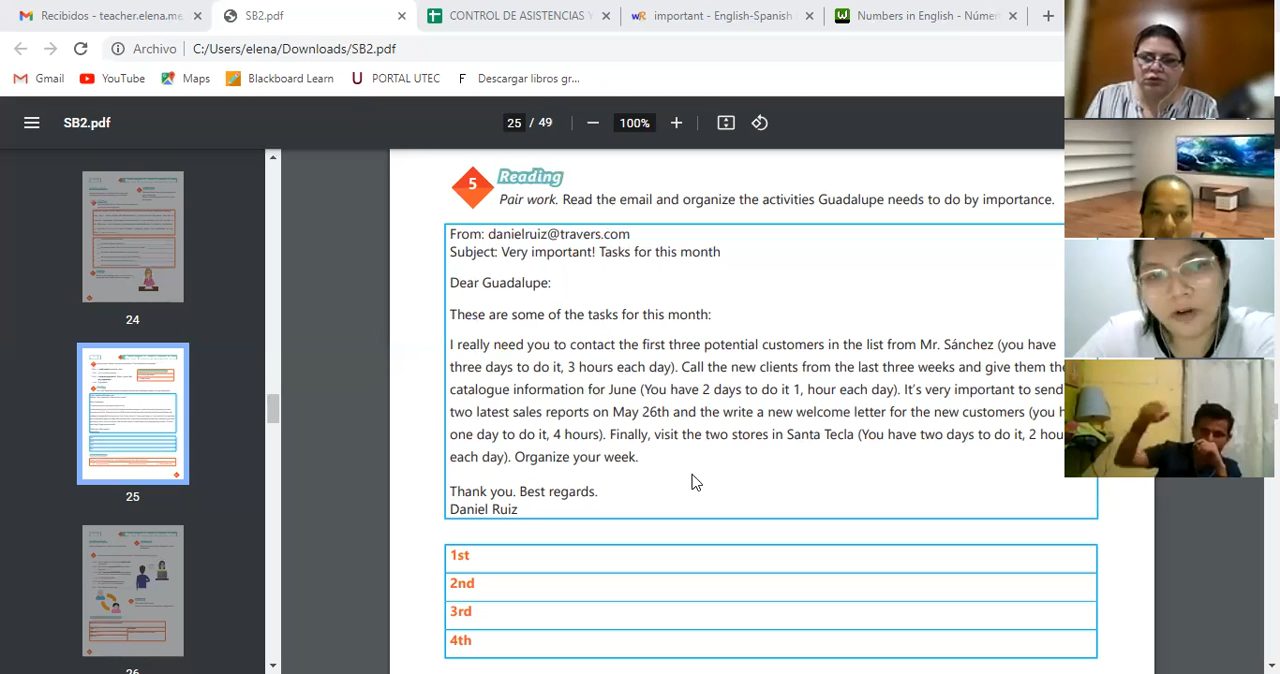 Recibidos - teacher.elena.me
SB2.pdf
CONTROL DE ASISTENCIAS Y
important - English-Spanish
Numbers in English - Númer
Archivo C:/Users/elena/Downloads/SB2.pdf
Gmail YouTube Maps Blackboard Learn PORTAL UTEC Descargar libros gr...
SB2.pdf
25 / 49
100%
24
25
26
5 Reading
Pair work. Read the email and organize the activities Guadalupe needs to do by importance.
From: danielruiz@travers.com
Subject: Very important! Tasks for this month
Dear Guadalupe:
These are some of the tasks for this month:
I really need you to contact the first three potential customers in the list from Mr. Sánchez (you have
three days to do it, 3 hours each day). Call the new clients from the last three weeks and give them
catalogue information for June (You have 2 days to do it 1 hour each day). It's very important to send
two latest sales reports on May 26th and the write a new welcome letter for the new customers (you
one day to do it, 4 hours). Finally, visit the two stores in Santa Tecla (You have two days to do it, 2
each day). Organize your week.
Thank you. Best regards.
Daniel Ruiz
1st
2nd
3rd
4th